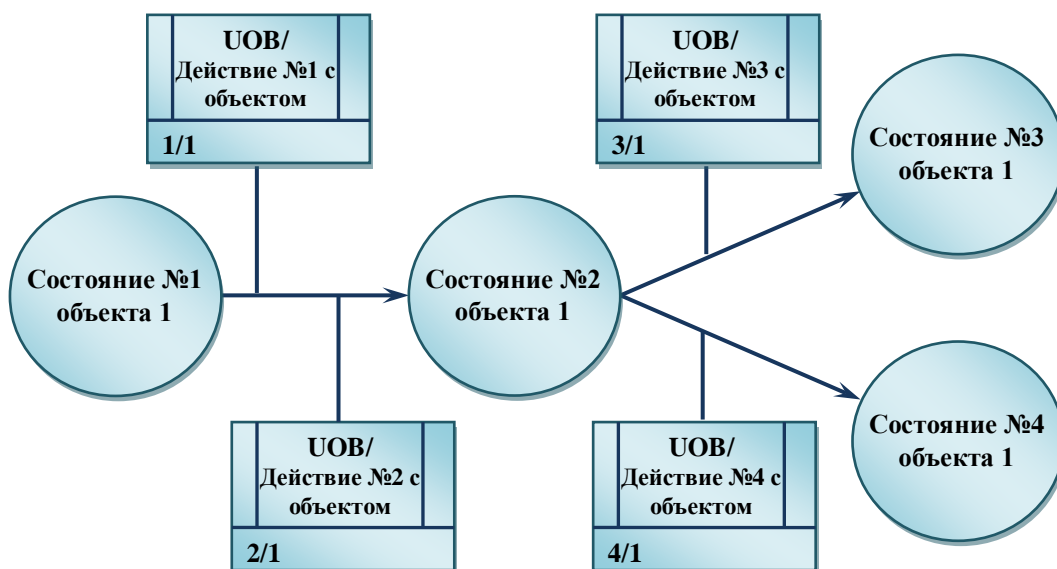 UOB/
Действие №1 с
объектом
1/1
UOB/
Действие №3 с
объектом
3/1
Состояние №3
объекта 1
Состояние №1
объекта 1
Состояние №2
объекта 1
UOB/
Действие №2 с
объектом
2/1
UOB/
Действие №4 с
объектом
4/1
Состояние №4
объекта 1